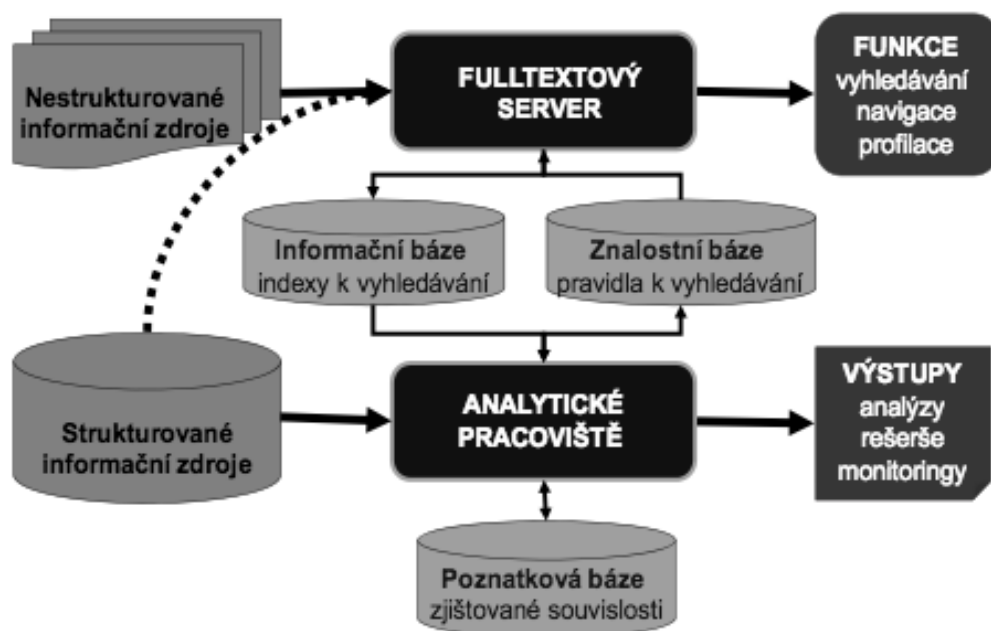 Nestrukturované
informační zdroje
FULLTEXTOVÝ
SERVER
FUNKCE
vyhledávání
navigace
profilace
Informační báze
indexy k vyhledávání
Znalostní báze
pravidla k vyhledávání
Strukturované
informační zdroje
ANALYTICKÉ
PRACOVIŠTĚ
VÝSTUPY
analýzy
rešerše
monitoringy
Poznatková báze
zjištované souvislosti